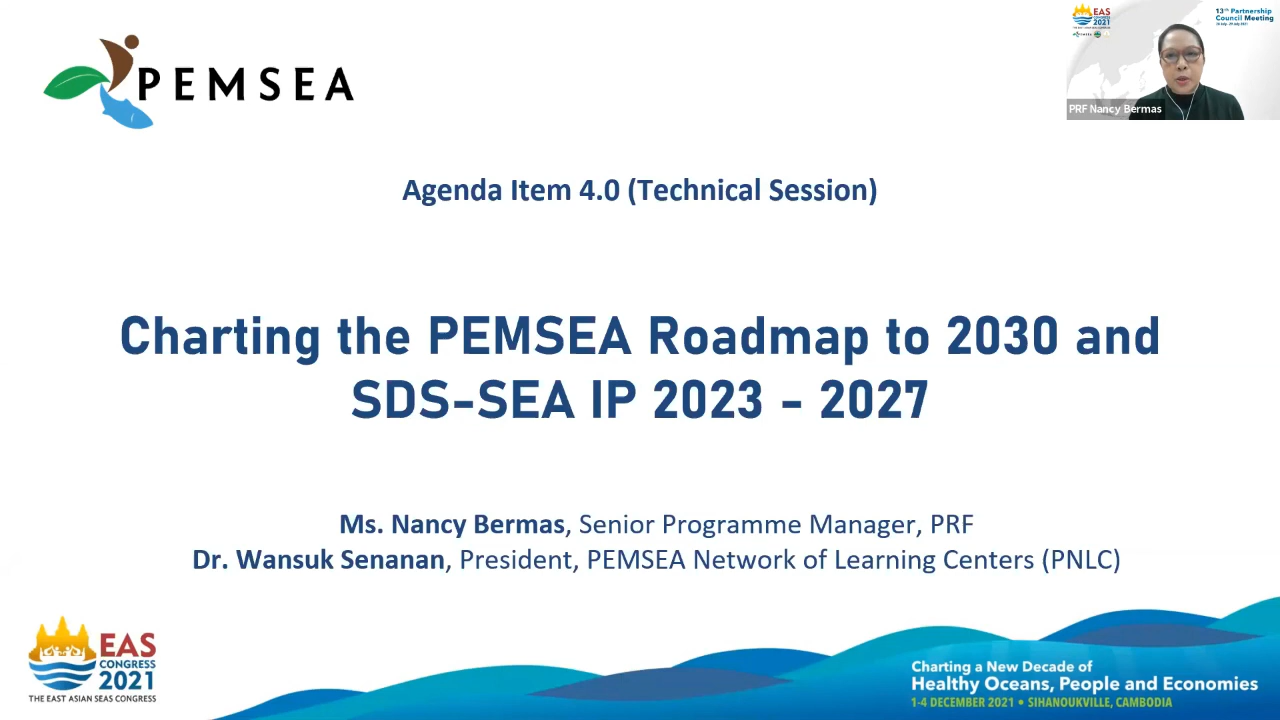 PEMSEA
EAS
CONGRESS
2021
13th Partnership
Council Meeting
PRF Nancy Bermas
Agenda Item 4.0 (Technical Session)
Charting the PEMSEA Roadmap to 2030 and
SDS-SEA IP 2023 - 2027
Ms. Nancy Bermas, Senior Programme Manager, PRF
Dr. Wansuk Senanan, President, PEMSEA Network of Learning Centers (PNLC)
EAS
CONGRESS
2021
THE EAST ASIAN SEAS CONGRESS
Charting a New Decade of
Healthy Oceans, People and Economies
1-4 DECEMBER 2021 • SIHANOUKVILLE, CAMBODIA